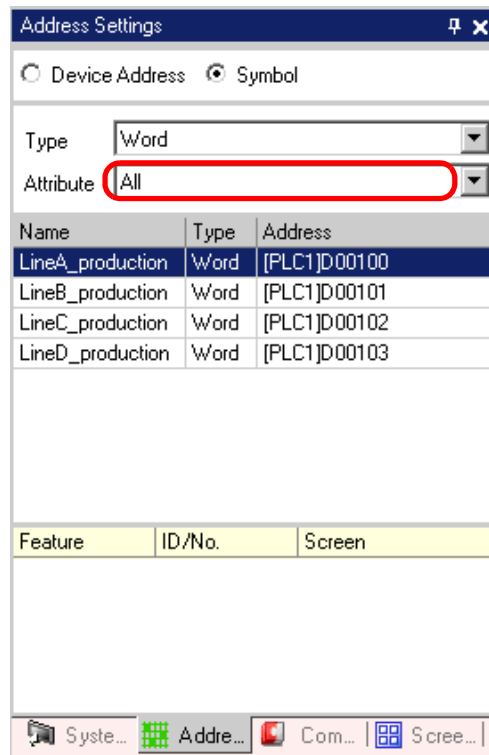 Address Settings
Device Address Symbol
Type Word
Attribute All
Name Type Address
LineA_production Word [PLC1]D00100
LineB_production Word [PLC1]D00101
LineC_production Word [PLC1]D00102
LineD_production Word [PLC1]D00103
Feature ID/No. Screen
Syste... Addre... Com... Scree...